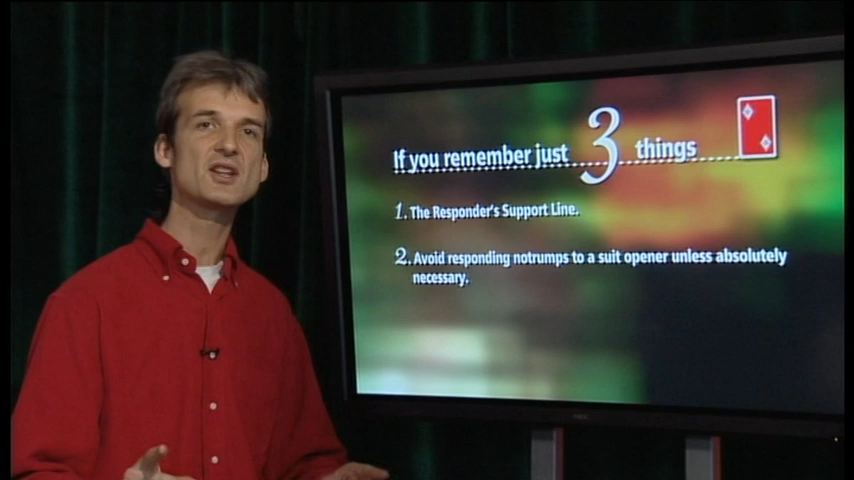 If you remember just 3 things
1. The Responder's Support Line.
2. Avoid responding notrumps to a suit opener unless absolutely
necessary.